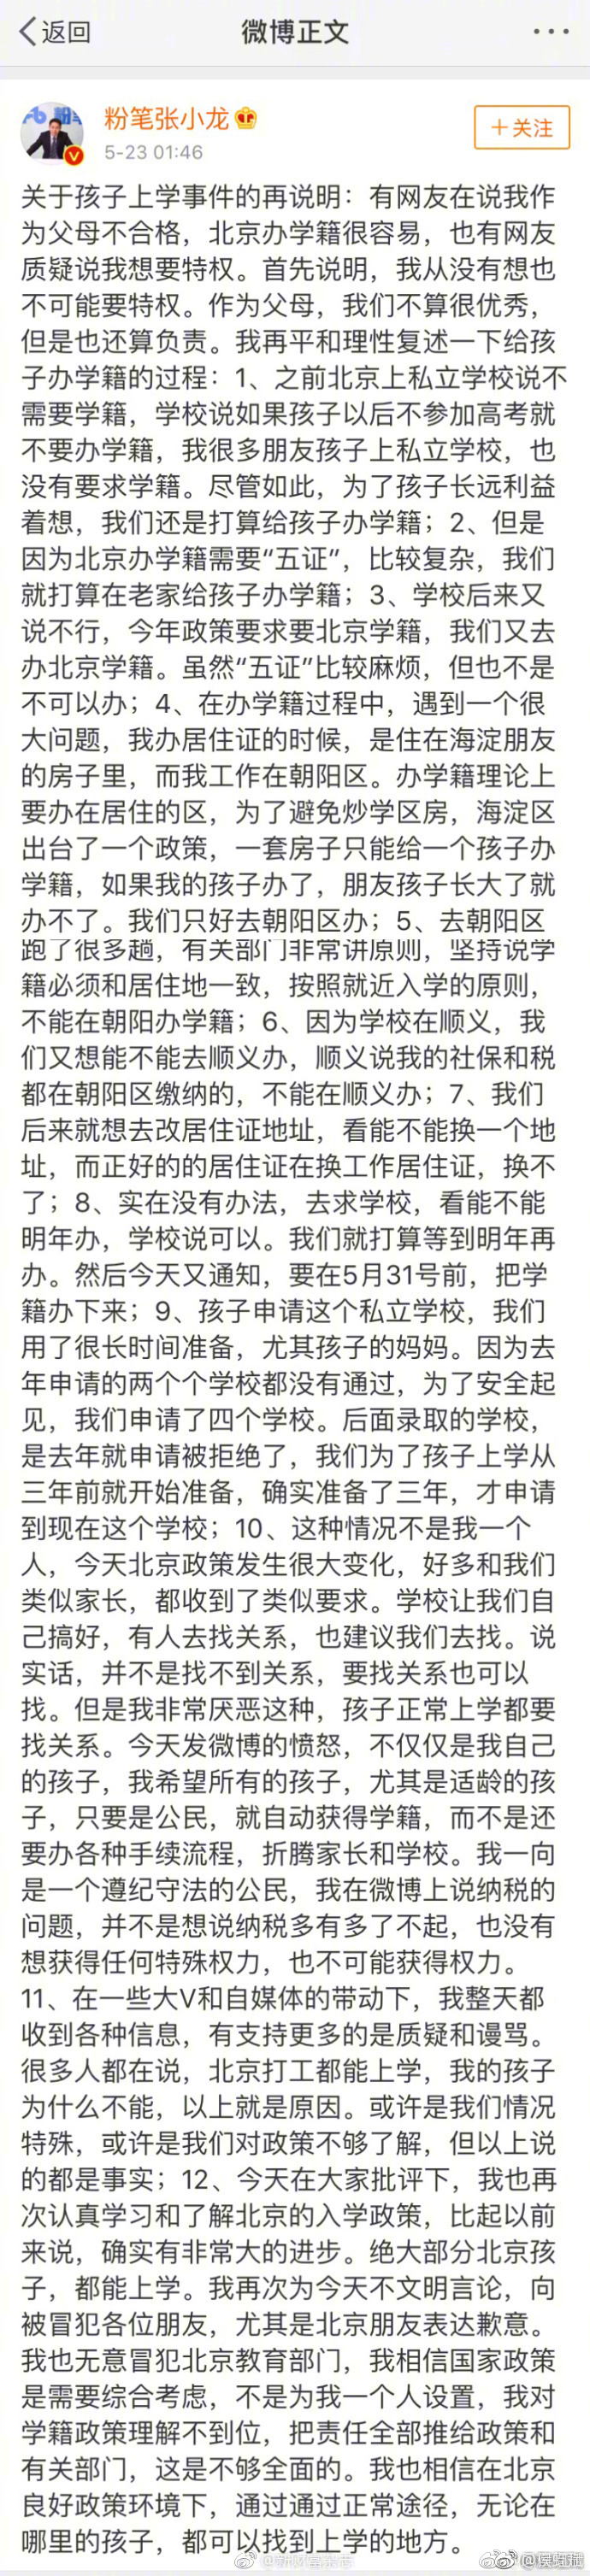 返回
微博正文
粉笔张小龙
5-23 01:46
+关注
关于孩子上学事件的再说明：有网友在说我作
为父母不合格，北京办学籍很容易，也有网友
质疑说我想要特权。首先说明，我从没有想也
不可能要特权。作为父母，我们不算很优秀，
但是也还算负责。我再平和理性复述一下给孩
子办学籍的过程：1、之前北京上私立学校说不
需要学籍，学校说如果孩子以后不参加高考就
不要办学籍，我很多朋友孩子上私立学校，也
没有要求学籍。尽管如此，为了孩子长远利益
着想，我们还是打算给孩子办学籍；2、但是
因为北京办学籍需要“五证”，比较复杂，我们
就打算在老家给孩子办学籍；3、学校后来又
说不行，今年政策要求要北京学籍，我们又去
办北京学籍。虽然“五证”比较麻烦，但也不是
不可以办；4、在办学籍过程中，遇到一个很
大问题，我办居住证的时候，是住在海淀朋友
的房子里，而我工作在朝阳区。办学籍理论上
要办在居住的区，为了避免炒学区房，海淀区
出台了一个政策，一套房子只能给一个孩子办
学籍，如果我的孩子办了，朋友孩子长大了就
办不了。我们只好去朝阳区办；5、去朝阳区
跑了很多趟，有关部门非常讲原则，坚持说学
籍必须和居住地一致，按照就近入学的原则，
不能在朝阳办学籍；6、因为学校在顺义，我
们又想能不能去顺义办，顺义说我的社保和税
都在朝阳区缴纳的，不能在顺义办；7、我们
后来就想去改居住证地址，看能不能换一个地
址，而正好的的居住证在换工作居住证，换不
了；8、实在没有办法，去求学校，看能不能
明年办，学校说可以。我们就打算等到明年再
办。然后今天又通知，要在5月31号前，把学
籍办下来；9、孩子申请这个私立学校，我们
用了很长时间准备，尤其孩子的妈妈。因为去
年申请的两个个学校都没有通过，为了安全起
见，我们申请了四个学校。后面录取的学校，
是去年就申请被拒绝了，我们为了孩子上学从
三年前就开始准备，确实准备了三年，才申请
到现在这个学校；10、这种情况不是我一个
人，今天北京政策发生很大变化，好多和我们
类似家长，都收到了类似要求。学校让我们自
己搞好，有人去找关系，也建议我们去找。说
实话，并不是找不到关系，要找关系也可以
找。但是我非常厌恶这种，孩子正常上学都要
找关系。今天发微博的愤怒，不仅仅是我自己
的孩子，我希望所有的孩子，尤其是适龄的孩
子，只要是公民，就自动获得学籍，而不是还
要办各种手续流程，折腾家长和学校。我一向
是一个遵纪守法的公民，我在微博上说纳税的
问题，并不是想说纳税多有多了不起，也没有
想获得任何特殊权力，也不可能获得权力。
11、在一些大V和自媒体的带动下，我整天都
收到各种信息，有支持更多的是质疑和谩骂。
很多人都在说，北京打工都能上学，我的孩子
为什么不能，以上就是原因。或许是我们情况
特殊，或许是我们对政策不够了解，但以上说
的都是事实；12、今天在大家批评下，我也再
次认真学习和了解北京的入学政策，比起以前
来说，确实有非常大的进步。绝大部分北京孩
子，都能上学。我再次为今天不文明言论，向
被冒犯各位朋友，尤其是北京朋友表达歉意。
我也无意冒犯北京教育部门，我相信国家政策
是需要综合考虑，不是为我一个人设置，我对
学籍政策理解不到位，把责任全部推给政策和
有关部门，这是不够全面的。我也相信在北京
良好政策环境下，通过通过正常途径，无论在
哪里的孩子，都可以找到上学的地方。
@新财富杂志